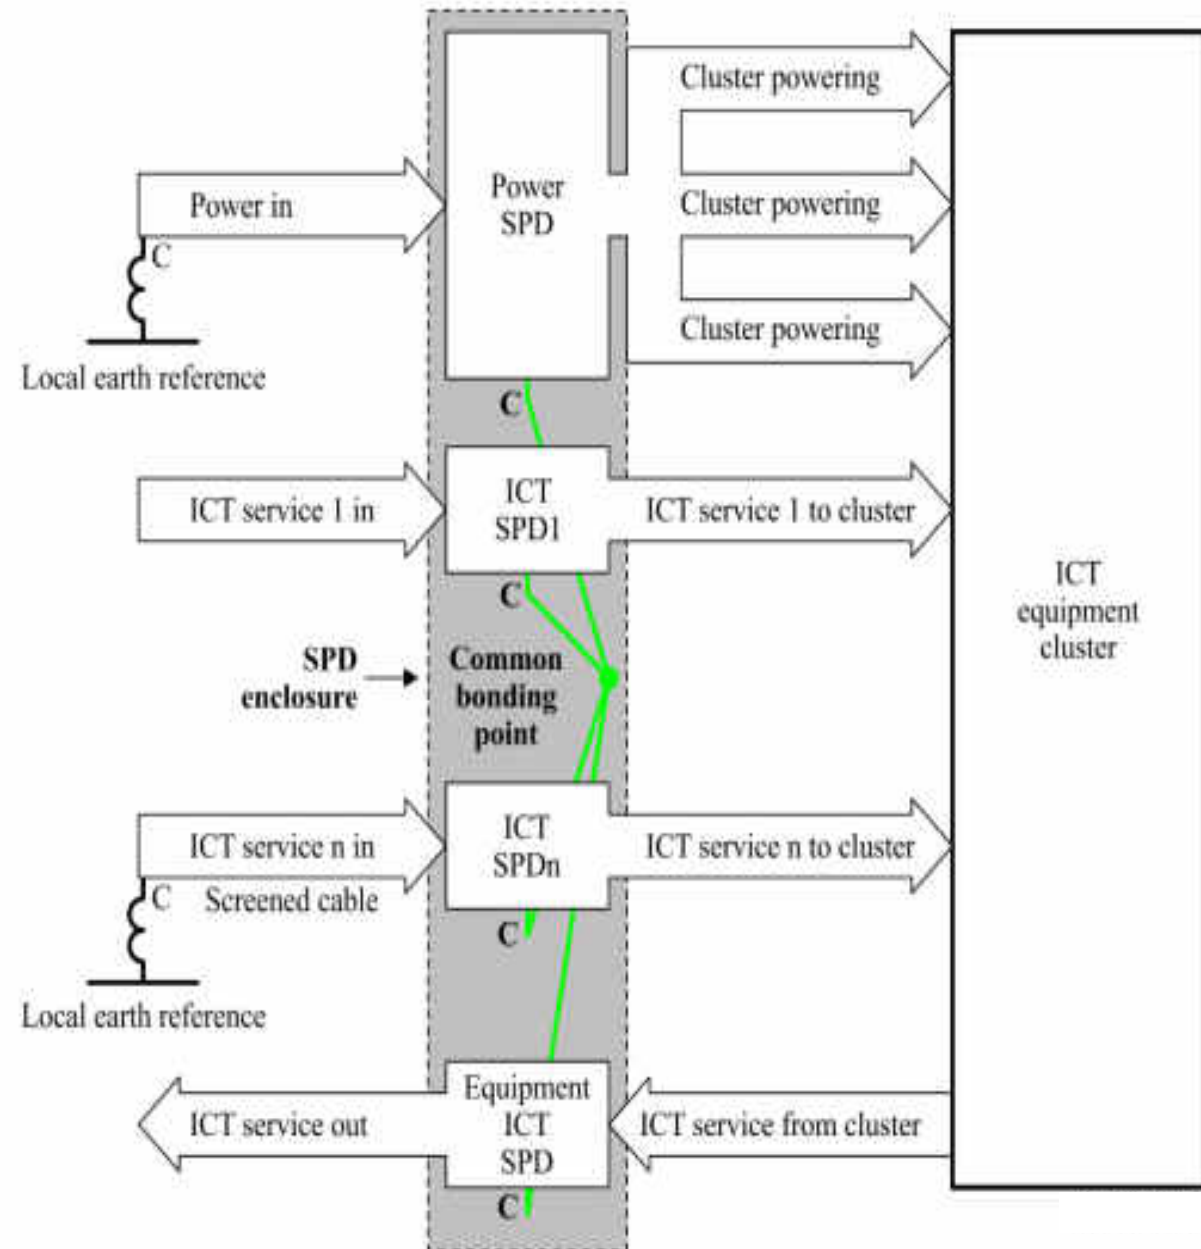 Cluster powering
Power
SPD
Power in
Cluster powering
C
Cluster powering
Local earth reference
C
ICT service 1 in
ICT
SPD1
ICT service 1 to cluster
C
ICT
equipment
cluster
SPD
enclosure
Common
bonding
point
ICT service n in
ICT
SPDn
ICT service n to cluster
C
Screened cable
C
Local earth reference
ICT service out
Equipment
ICT
SPD
ICT service from cluster
C